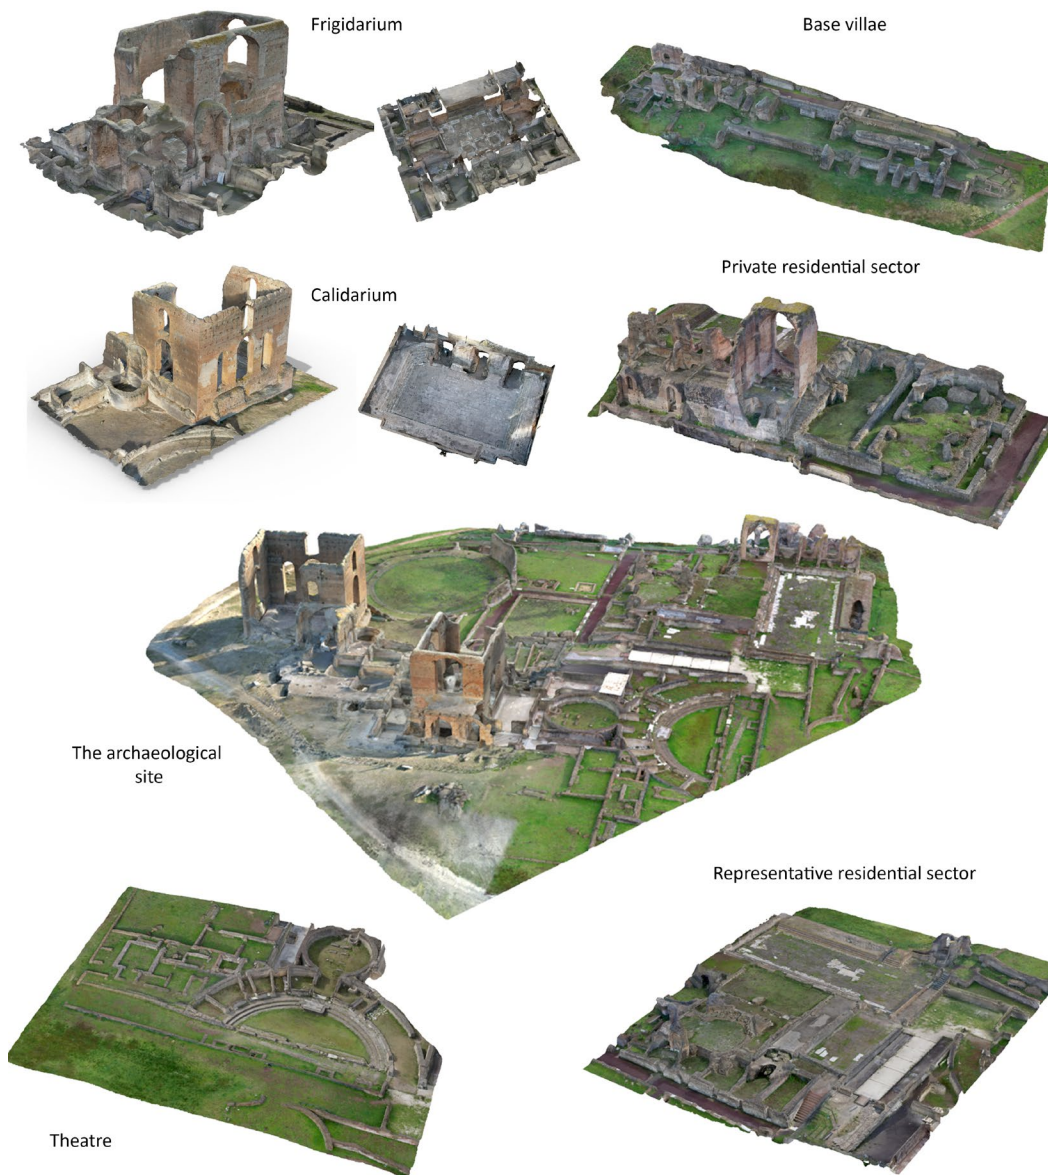 Frigidarium
Base villae
Calidarium
Private residential sector
The archaeological
site
Representative residential sector
Theatre